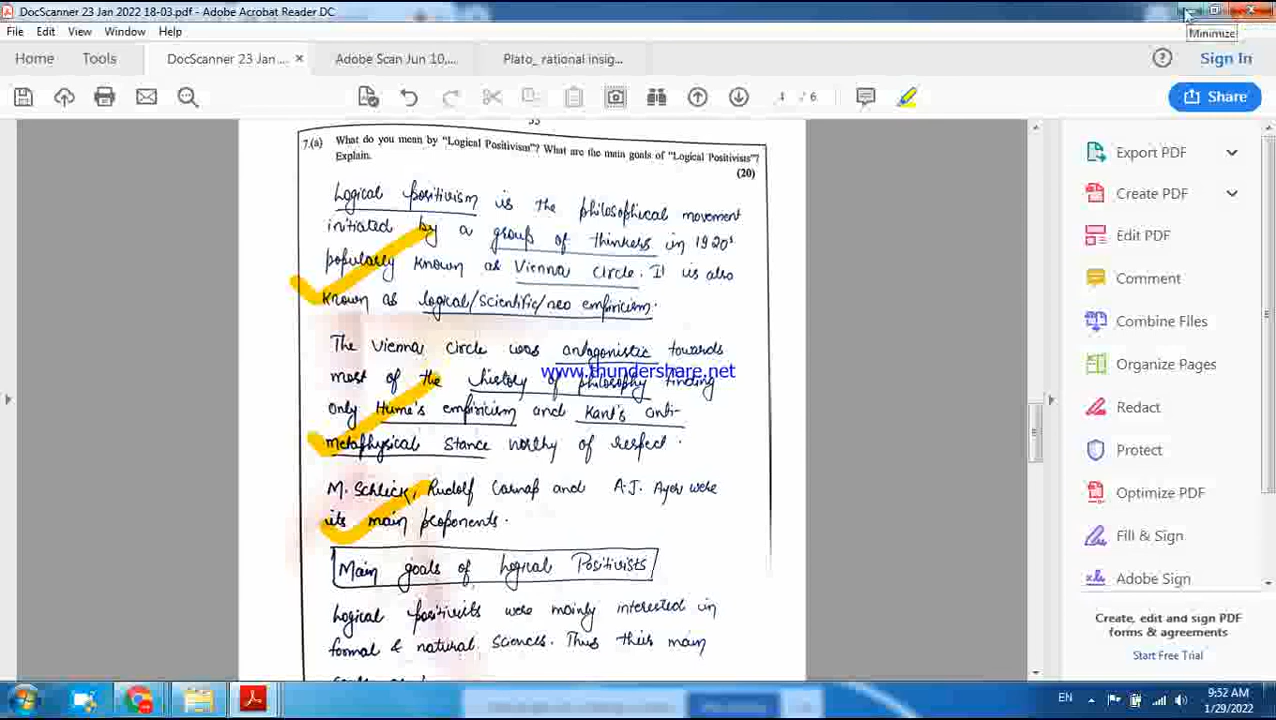 DocScanner 23 Jan 2022 18-03.pdf - Adobe Acrobat Reader DC
Minimize
File Edit View Window Help
Home Tools DocScanner 23 Jan ... × Adobe Scan Jun 10,... Plato_ rational insig... Sign In
/ 6 Share
33
7.(a) What do you mean by "Logical Positivism"? What are the main goals of "Logical Positivists"?
Explain.
(20)
Logical positivism is the philosophical movement
initiated by a group of thinkers in 1920s
popularly known as Vienna Circle. It is also
known as logical/scientific/neo empiricism.
The Vienna Circle was antagonistic towards
www.thundershare.net
most of the history of philosophy finding
only Hume's empiricism and Kant's anti-
metaphysical stance worthy of respect.
M. Schlick, Rudolf Carnap and A.J. Ayer were
its main proponents.
Main goals of Logical Positivists
Logical positivists were mainly interested in
formal & natural sciences. Thus their main
Export PDF
Create PDF
Edit PDF
Comment
Combine Files
Organize Pages
Redact
Protect
Optimize PDF
Fill & Sign
Adobe Sign
Create, edit and sign PDF
forms & agreements
Start Free Trial
EN
9:52 AM
1/29/2022